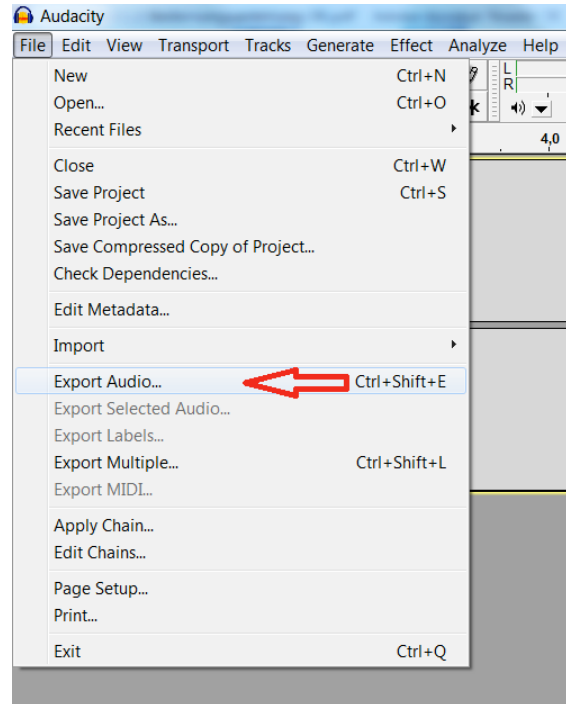 Audacity
File Edit View Transport Tracks Generate Effect Analyze Help
New Ctrl+N
Open... Ctrl+O
Recent Files
Close Ctrl+W
Save Project Ctrl+S
Save Project As...
Save Compressed Copy of Project...
Check Dependencies...
Edit Metadata...
Import
Export Audio... Ctrl+Shift+E
Export Selected Audio...
Export Labels...
Export Multiple... Ctrl+Shift+L
Export MIDI...
Apply Chain...
Edit Chains...
Page Setup...
Print...
Exit Ctrl+Q
L
R
4,0